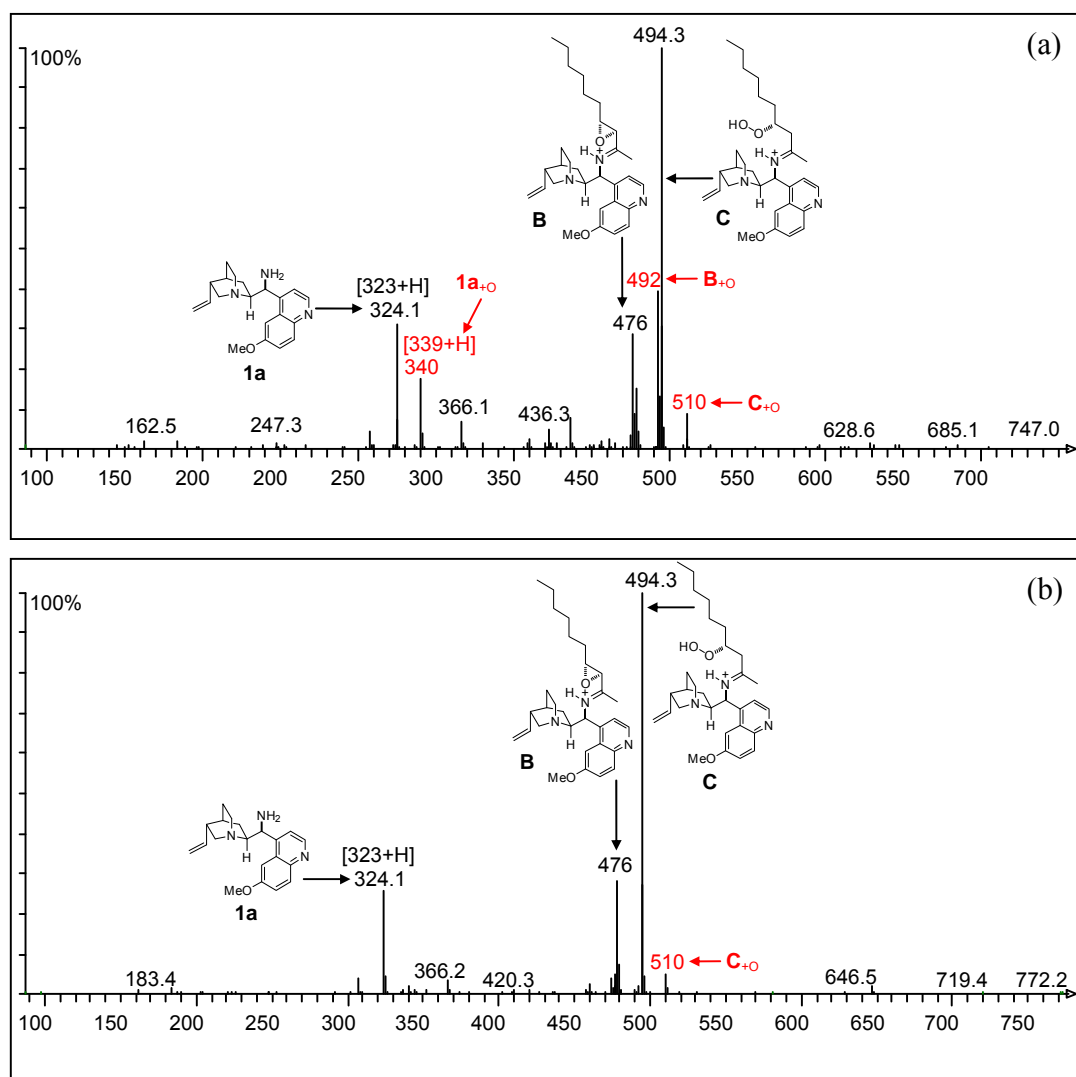 (a)
100%
494.3
HO
O
O
H
N
+
N
H
N
MeO
B
H
N
+
N
H
N
MeO
C
492
B+O
476
NH2
N
H
N
MeO
1a
[323+H]
324.1
1a+O
[339+H]
340
510
C+O
162.5
247.3
366.1
436.3
628.6
685.1
747.0
100 200 250 300 340 450 500 550 600 650 700
(b)
100%
494.3
HO
O
O
H
N
+
N
H
N
MeO
B
H
N
+
N
H
N
MeO
C
476
NH2
N
H
N
MeO
1a
[323+H]
324.1
510
C+O
183.4
366.2
420.3
646.5
719.4
772.2
100 150 200 250 300 350 400 450 500 550 600 650 700 750